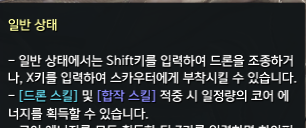 일반 상태
- 일반 상태에서는 Shift키를 입력하여 드론을 조종하거
나, X키를 입력하여 스카우터에게 부착시킬 수 있습니다.
- [드론 스킬] 및 [합작 스킬] 적중 시 일정량의 코어 에
너지를 획득할 수 있습니다.